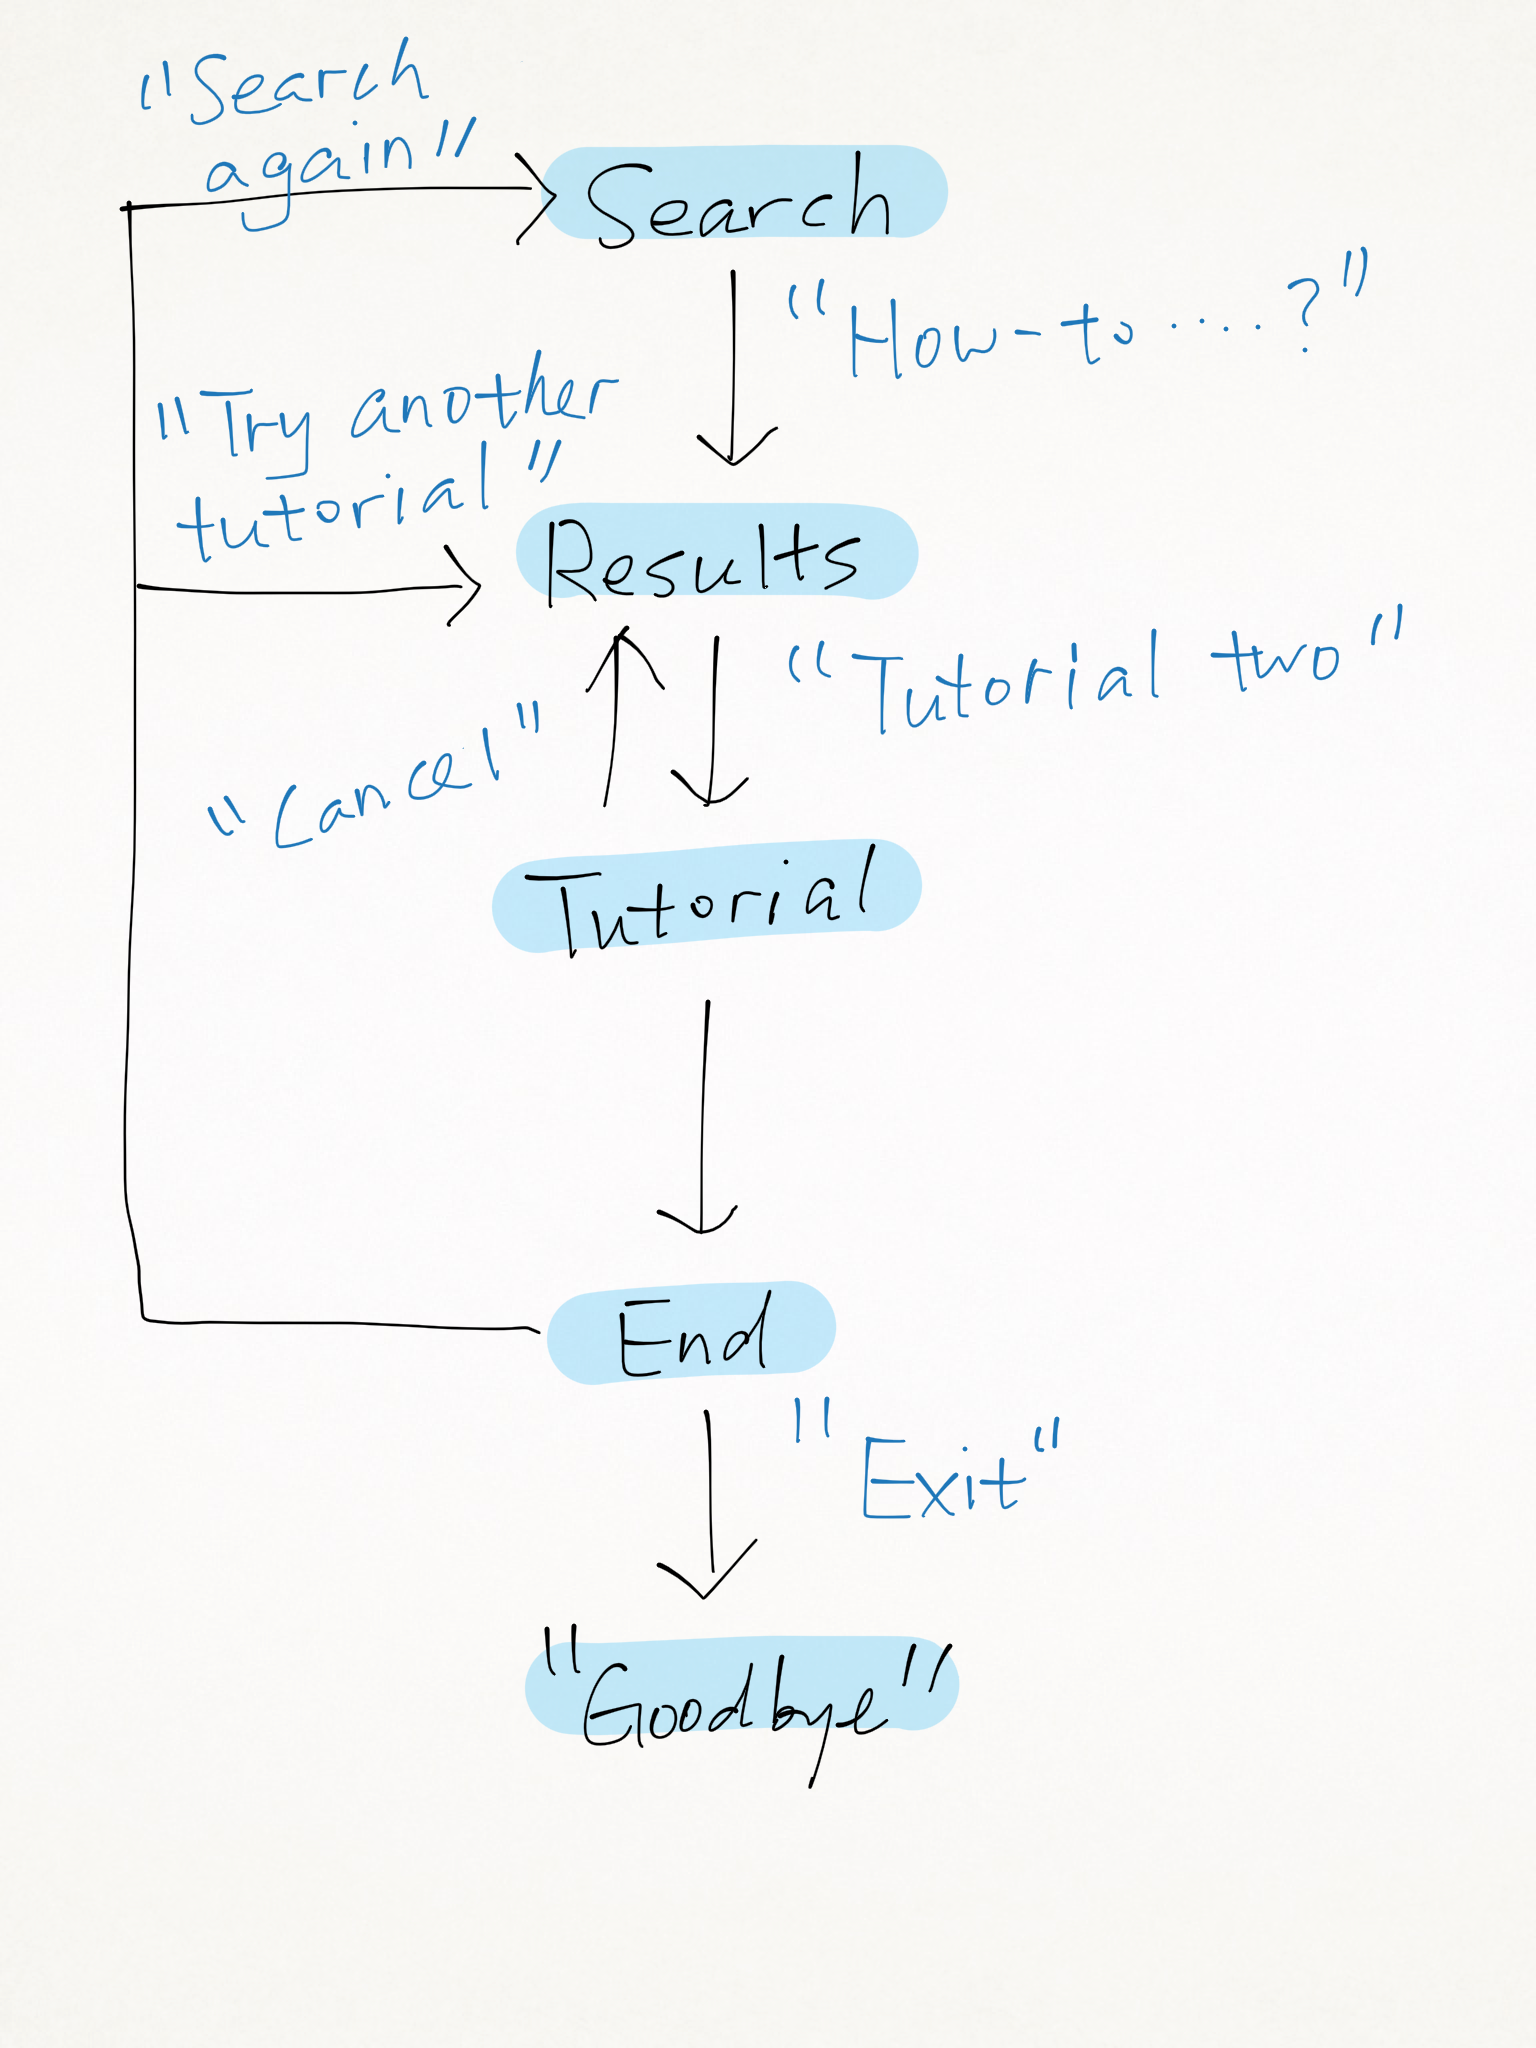 "Search
again"
Search
"How-to ....?"
"Try another
tutorial"
Results
"Tutorial two"
"Cancel"
Tutorial
End
"Exit"
"Goodbye"